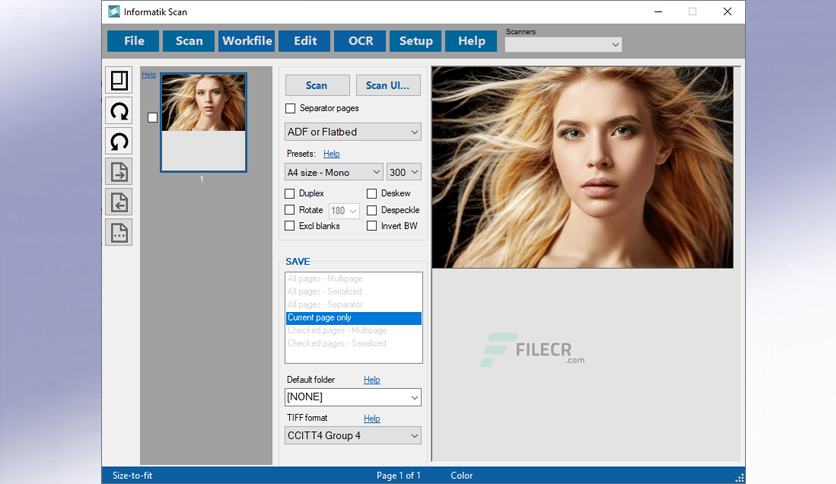 Informatik Scan
File Scan Workfile Edit OCR Setup Help
Scanners
Help
1
Scan Scan UI...
Separator pages
ADF or Flatbed
Presets: Help
A4 size - Mono 300
Duplex Deskew
Rotate 180 Despeckle
Excl blanks Invert BW
SAVE
All pages - Multipage
All pages - Serialized
All pages - Separator
Current page only
Checked pages - Multipage
Checked pages - Serialized
Default folder Help
[NONE]
TIFF format Help
CCITT4 Group 4
FILECR
.com
Size-to-fit Page 1 of 1 Color